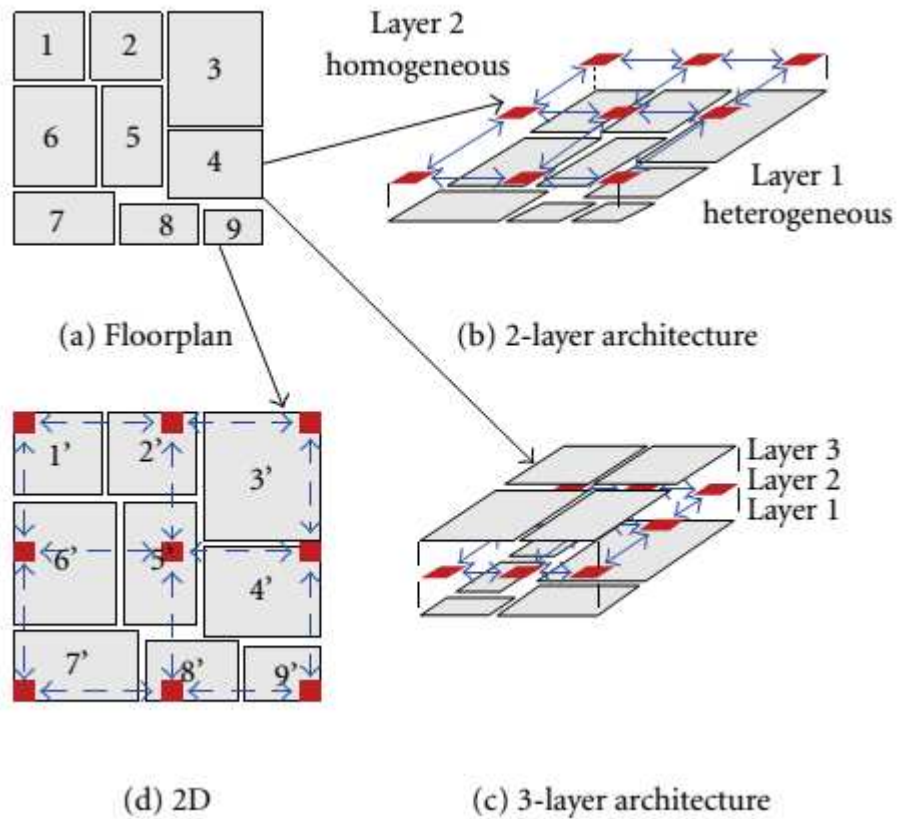 1 2 3
6 5 4
7 8 9
(a) Floorplan
Layer 2
homogeneous
Layer 1
heterogeneous
(b) 2-layer architecture
1’ 2’ 3’
6’ 5’ 4’
7’ 8’ 9’
(d) 2D
Layer 3
Layer 2
Layer 1
(c) 3-layer architecture